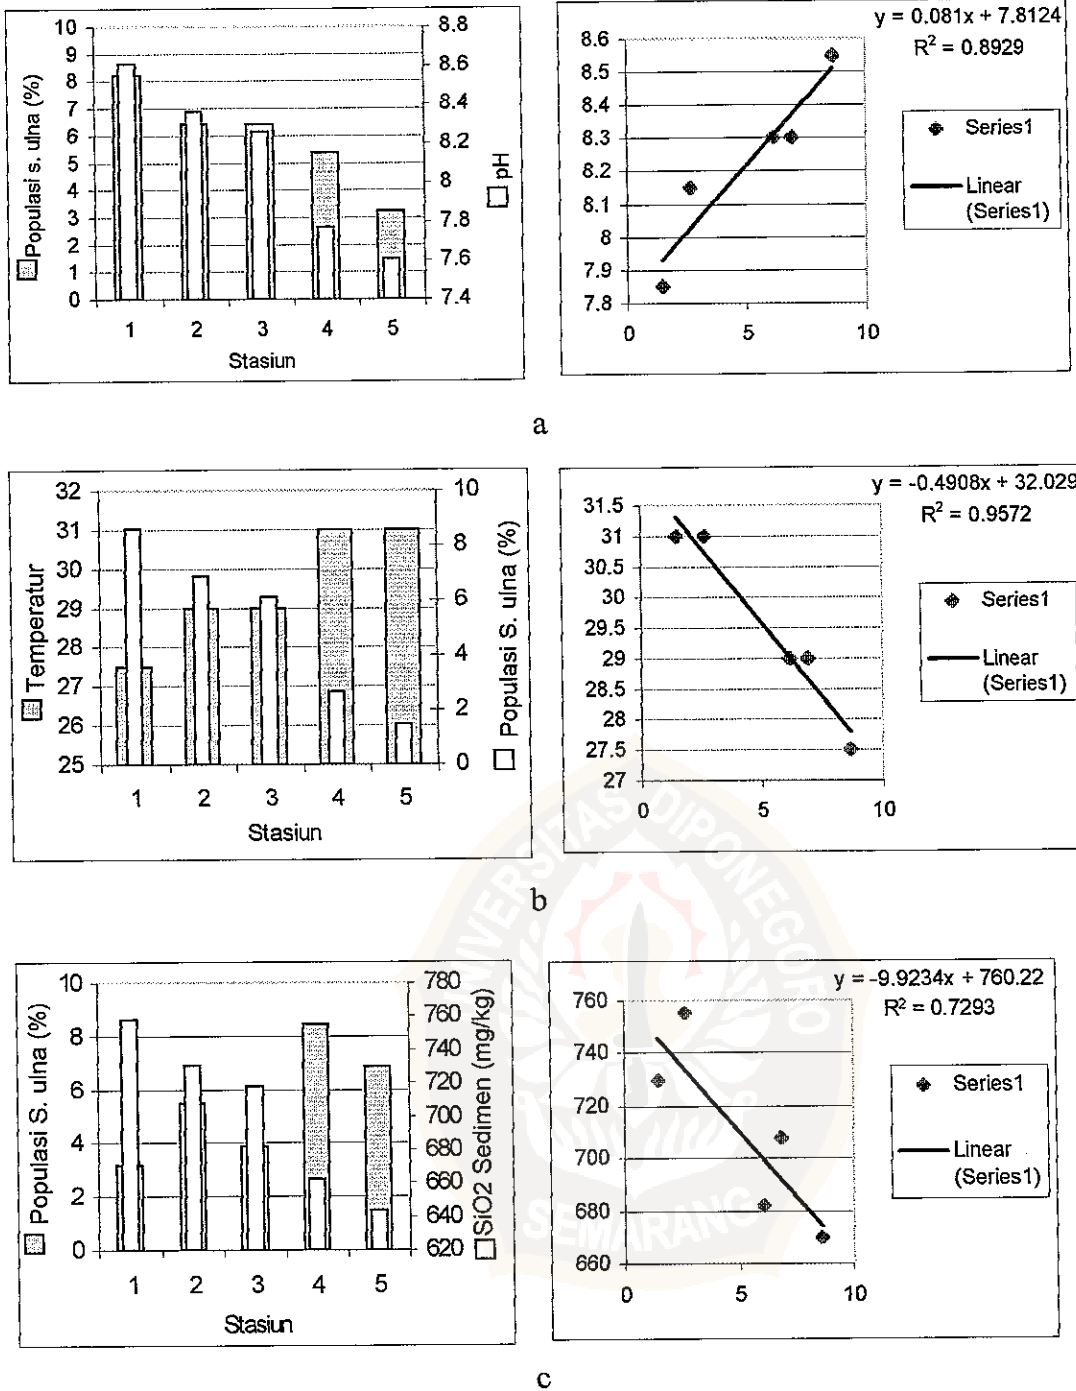 10
9
8
7
6
5
4
3
2
1
0
Populasi s. ulna (%)
8.8
8.6
8.4
8.2
8
7.8
7.6
7.4
pH
1 2 3 4 5
Stasiun
y = 0.081x + 7.8124
R² = 0.8929
8.6
8.5
8.4
8.3
8.2
8.1
8
7.9
7.8
0 5 10
Series1
Linear
(Series1)
a
32
31
30
29
28
27
26
25
Temperatur
10
8
6
4
2
0
Populasi S. ulna (%)
1 2 3 4 5
Stasiun
y = -0.4908x + 32.029
R² = 0.9572
31.5
31
30.5
30
29.5
29
28.5
28
27.5
27
0 5 10
Series1
Linear
(Series1)
b
10
8
6
4
2
0
Populasi S. ulna (%)
780
760
740
720
700
680
660
640
620
SiO2 Sedimen (mg/kg)
1 2 3 4 5
Stasiun
y = -9.9234x + 760.22
R² = 0.7293
760
740
720
700
680
660
0 5 10
Series1
Linear
(Series1)
c
UNIVERSITAS DIPONEGORO
SEMARANG